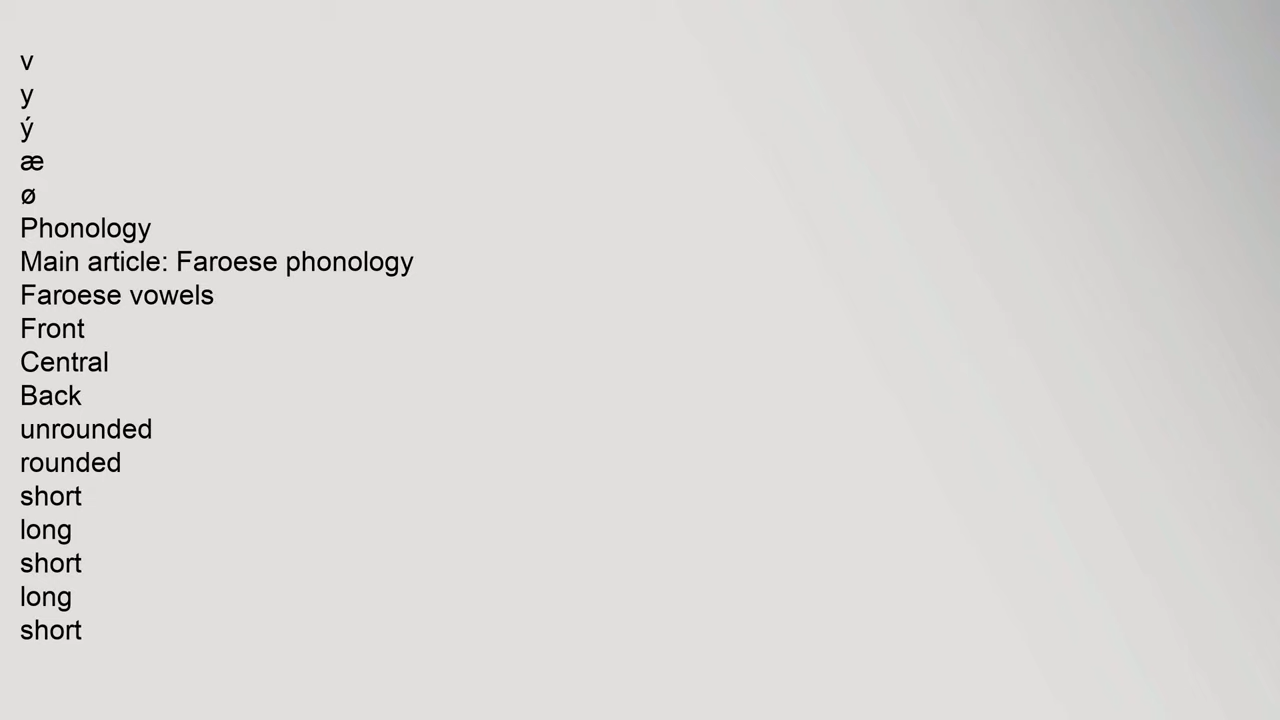 v
y
ý
æ
ø
Phonology
Main article: Faroese phonology
Faroese vowels
Front
Central
Back
unrounded
rounded
short
long
short
long
short